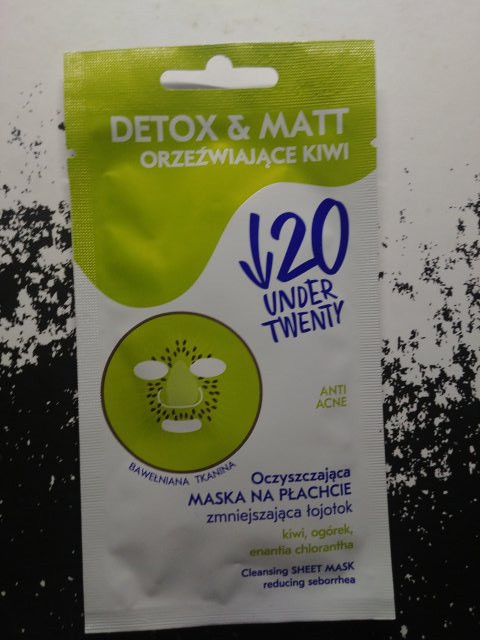 DETOX & MATT
ORZEŹWIAJĄCE KIWI
↓20
UNDER
TWENTY
ANTI
ACNE
BAWEŁNIANA TKANINA
Oczyszczająca
MASKA NA PŁACHCIE
zmniejszająca łojotok
kiwi, ogórek,
enantia chlorantha
Cleansing SHEET MASK
reducing seborrhea